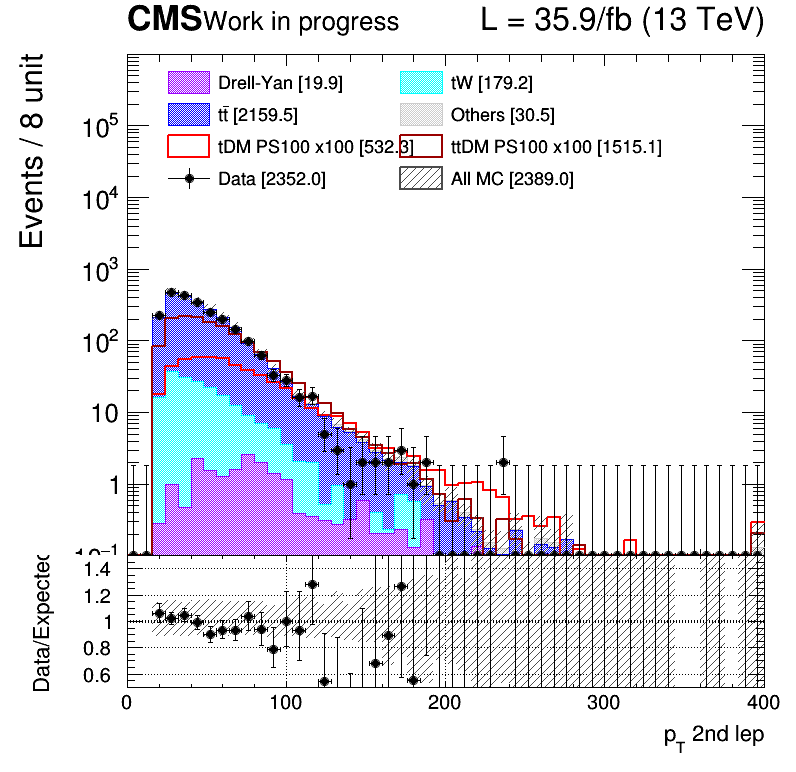 CMS Work in progress L = 35.9/fb (13 TeV)
Events / 8 unit
Drell-Yan [19.9] tW [179.2]
tt̄ [2159.5] Others [30.5]
tDM PS100 x100 [532.3] ttDM PS100 x100 [1515.1]
Data [2352.0] All MC [2389.0]
10⁵
10⁴
10³
10²
10
1
10⁻¹
Data/Expected
1.4
1.2
1
0.8
0.6
0 100 200 300 400
p_T 2nd lep